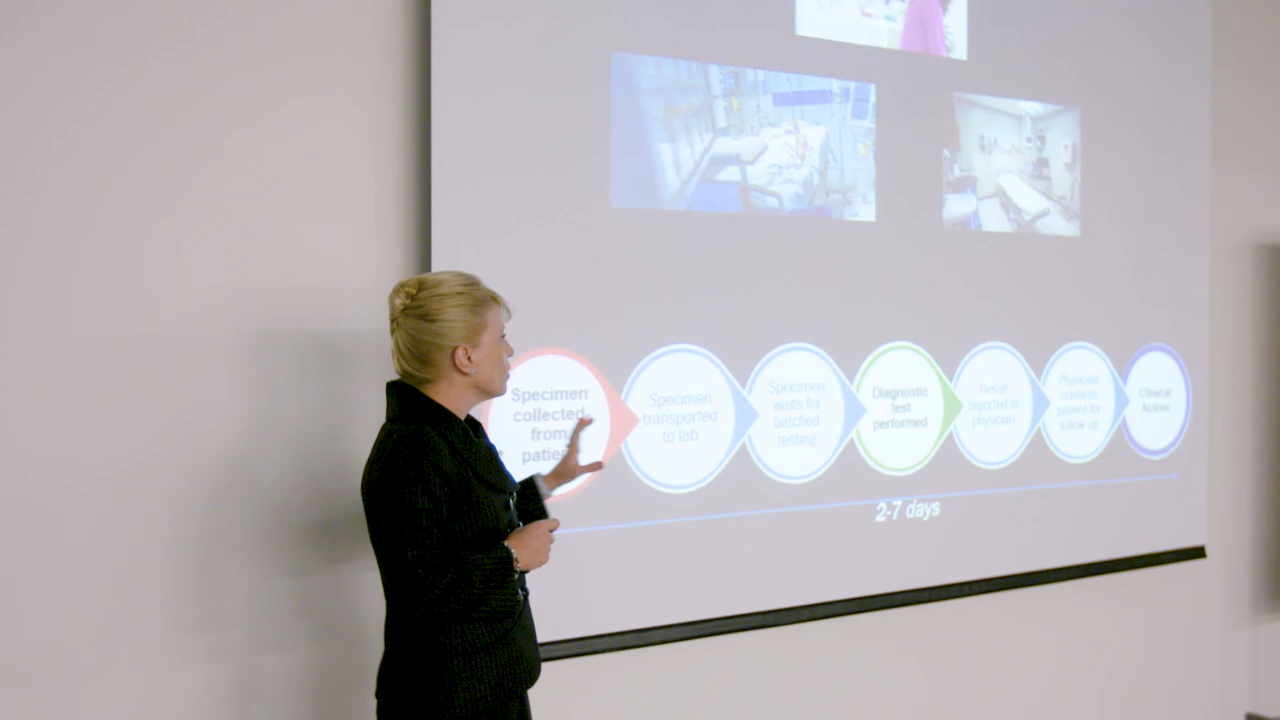 Specimen
collected
from
patient
Specimen
transported
to lab
Specimen
waits for
batched
testing
Diagnostic
test
performed
Result
reported to
physician
Physician
contacts
patient for
follow up
Clinical
Action
2-7 days